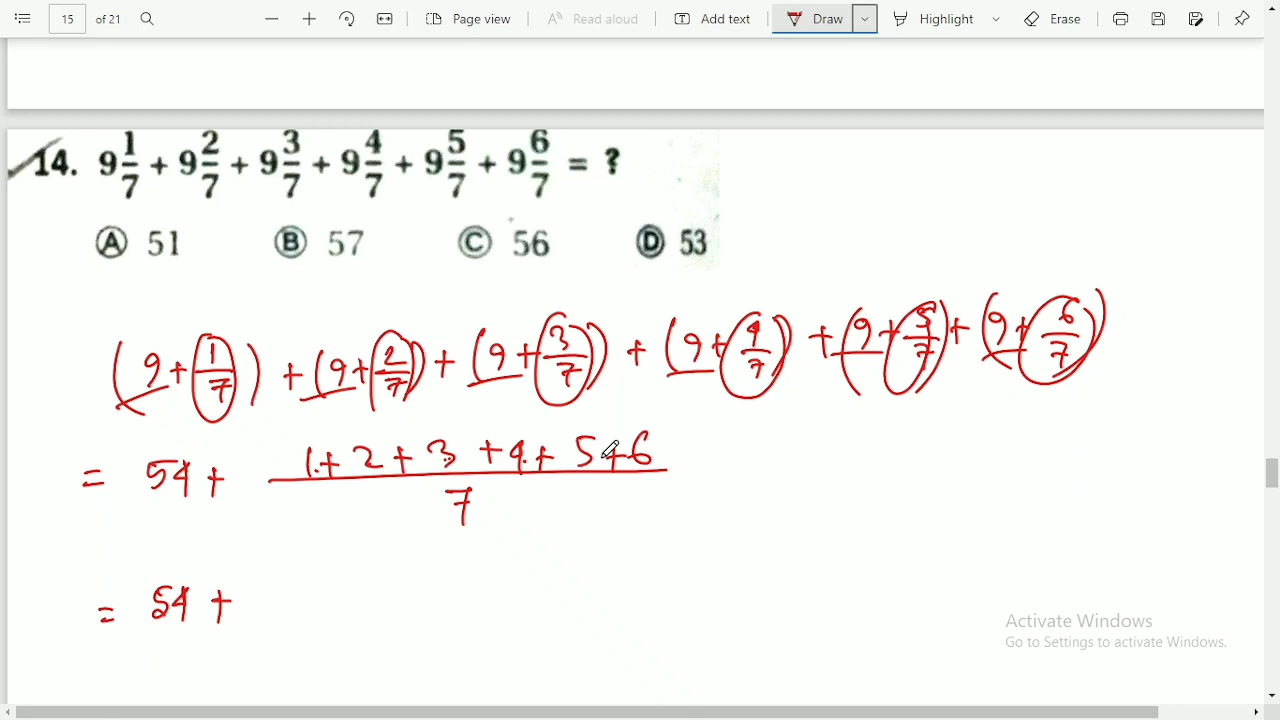 15 of 21 Page view Read aloud Add text Draw Highlight Erase
14. 9 1/7 + 9 2/7 + 9 3/7 + 9 4/7 + 9 5/7 + 9 6/7 = ?
Ⓐ 51 Ⓑ 57 Ⓒ 56 Ⓓ 53
(9+1/7) + (9+2/7) + (9+3/7) + (9+4/7) + (9+5/7) + (9+6/7)
= 54 + 1+2+3+4+5+6
7
= 54 +
Activate Windows
Go to Settings to activate Windows.